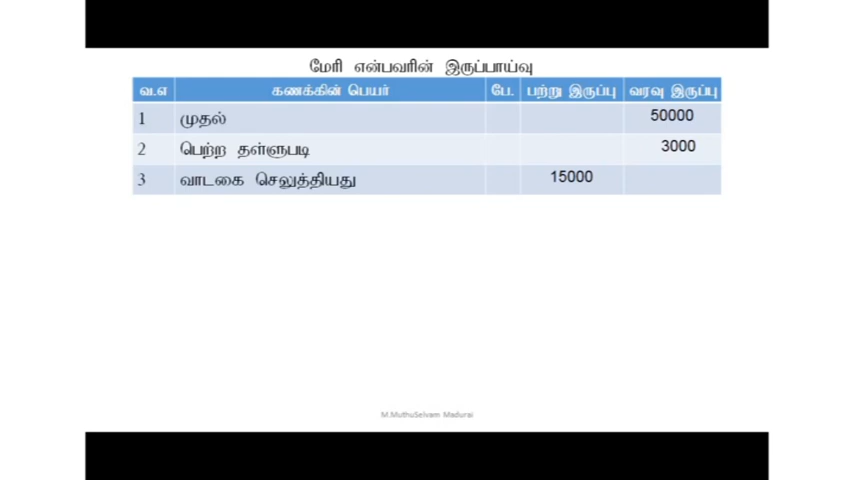 மேரி என்பவரின் இருப்பாய்வு
வ.எ கணக்கின் பெயர் பே. பற்று இருப்பு வரவு இருப்பு
1 முதல் 50000
2 பெற்ற தள்ளுபடி 3000
3 வாடகை செலுத்தியது 15000
M.MuthuSelvam Madurai